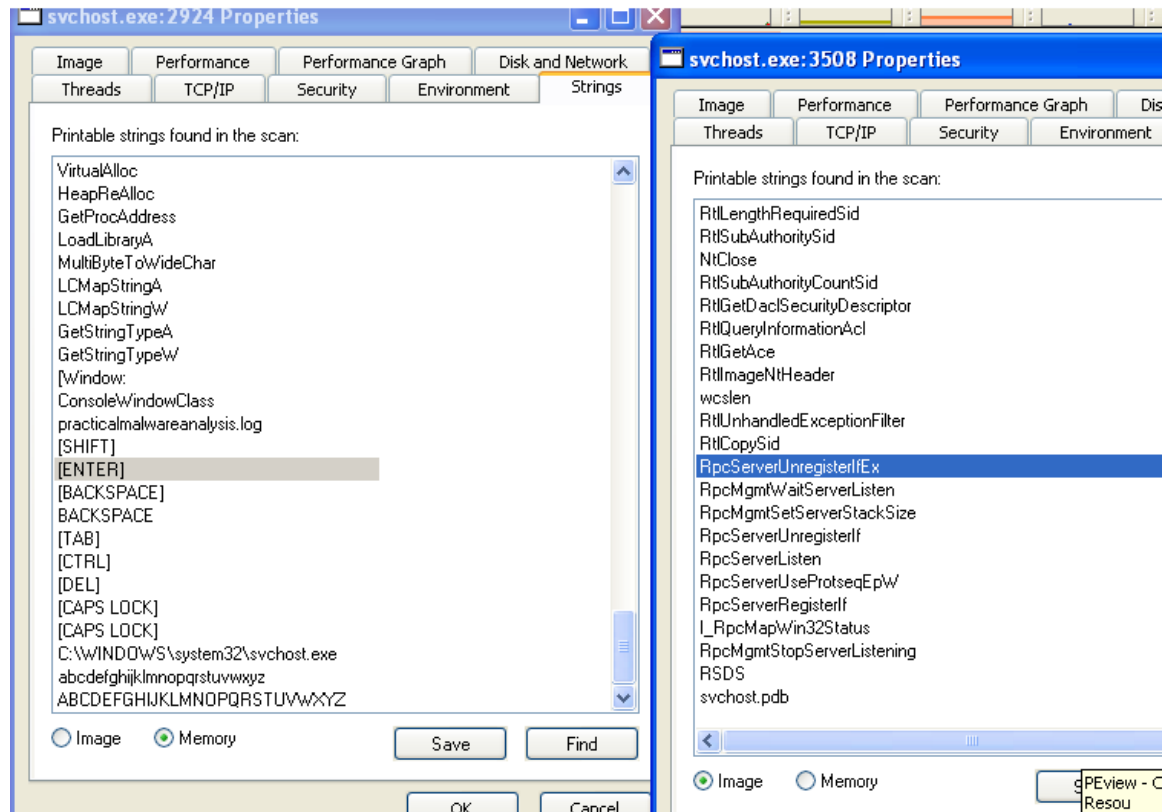 svchost.exe:2924 Properties
Image Performance Performance Graph Disk and Network
Threads TCP/IP Security Environment Strings
Printable strings found in the scan:
VirtualAlloc
HeapReAlloc
GetProcAddress
LoadLibraryA
MultiByteToWideChar
LCMapStringA
LCMapStringW
GetStringTypeA
GetStringTypeW
[Window:
ConsoleWindowClass
practicalmalwareanalysis.log
[SHIFT]
[ENTER]
[BACKSPACE]
BACKSPACE
[TAB]
[CTRL]
[DEL]
[CAPS LOCK]
[CAPS LOCK]
C:\WINDOWS\system32\svchost.exe
abcdefghijklmnopqrstuvwxyz
ABCDEFGHIJKLMNOPQRSTUVWXYZ
Image Memory Save Find
OK Cancel
svchost.exe:3508 Properties
Image Performance Performance Graph Dis
Threads TCP/IP Security Environment
Printable strings found in the scan:
RtlLengthRequiredSid
RtlSubAuthoritySid
NtClose
RtlSubAuthorityCountSid
RtlGetDaclSecurityDescriptor
RtlQueryInformationAcl
RtlGetAce
RtlImageNtHeader
wcslen
RtlUnhandledExceptionFilter
RtlCopySid
RpcServerUnregisterIfEx
RpcMgmtWaitServerListen
RpcMgmtSetServerStackSize
RpcServerUnregisterIf
RpcServerListen
RpcServerUseProtseqEpW
RpcServerRegisterIf
I_RpcMapWin32Status
RpcMgmtStopServerListening
RSDS
svchost.pdb
Image Memory
PEview - C
Resou